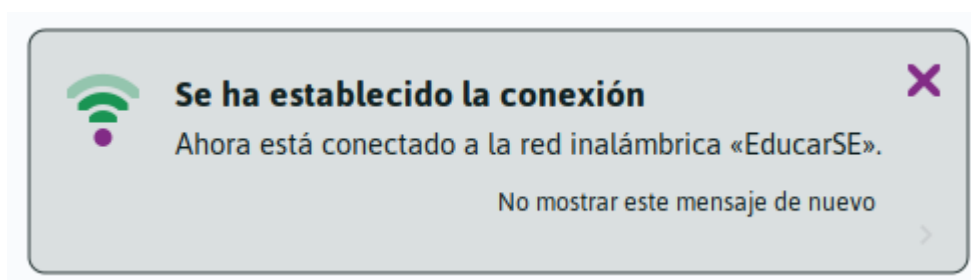 Se ha establecido la conexión
Ahora está conectado a la red inalámbrica «EducarSE».
No mostrar este mensaje de nuevo